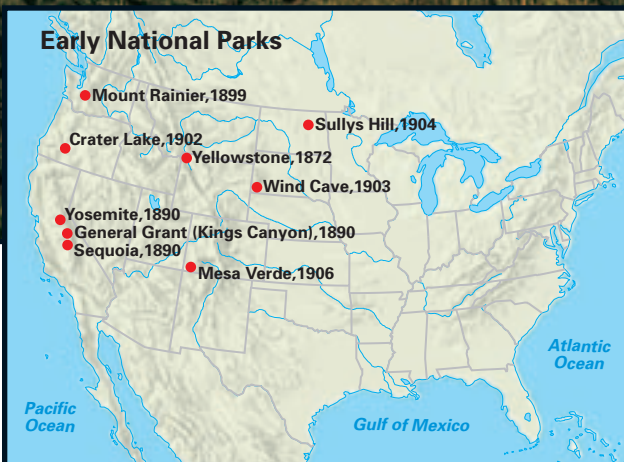 Early National Parks
Mount Rainier,1899
Sullys Hill,1904
Crater Lake,1902
Yellowstone,1872
Wind Cave,1903
Yosemite,1890
General Grant (Kings Canyon),1890
Sequoia,1890
Mesa Verde,1906
Atlantic
Ocean
Pacific
Ocean
Gulf of Mexico